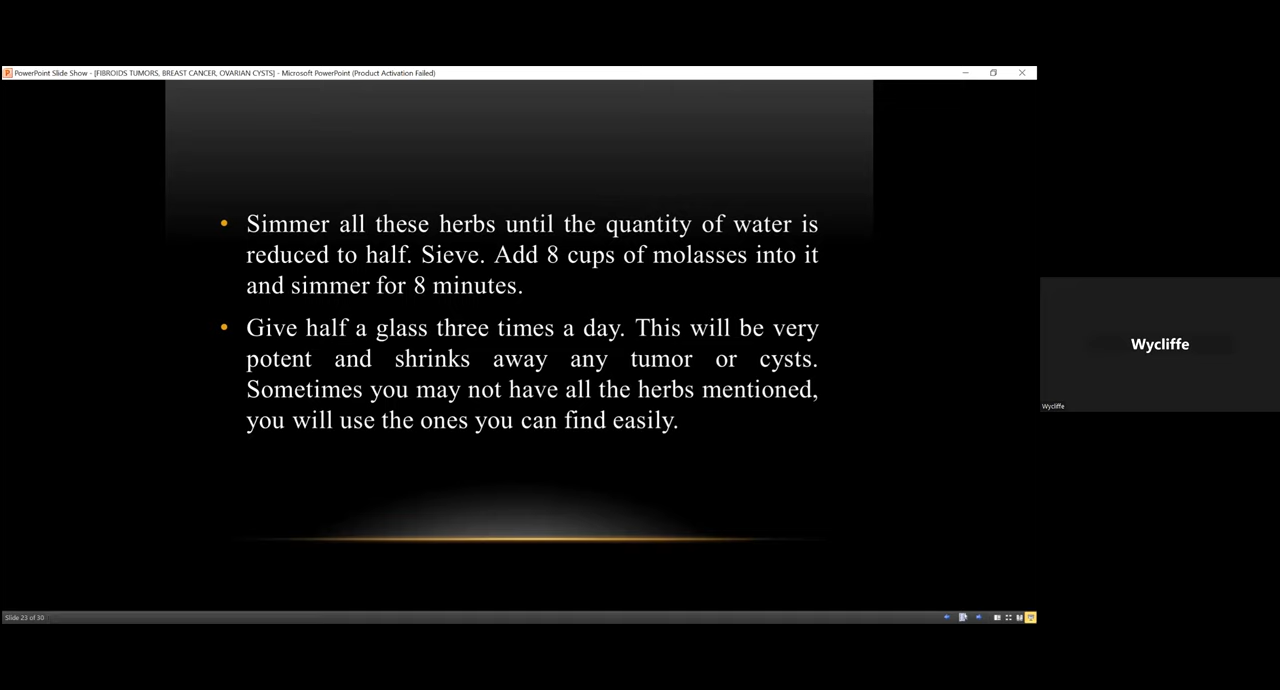 PowerPoint Slide Show - [FIBROIDS TUMORS, BREAST CANCER, OVARIAN CYSTS] - Microsoft PowerPoint (Product Activation Failed)
• Simmer all these herbs until the quantity of water is
reduced to half. Sieve. Add 8 cups of molasses into it
and simmer for 8 minutes.
• Give half a glass three times a day. This will be very
potent and shrinks away any tumor or cysts.
Sometimes you may not have all the herbs mentioned,
you will use the ones you can find easily.
Wycliffe
Wycliffe
Slide 23 of 30